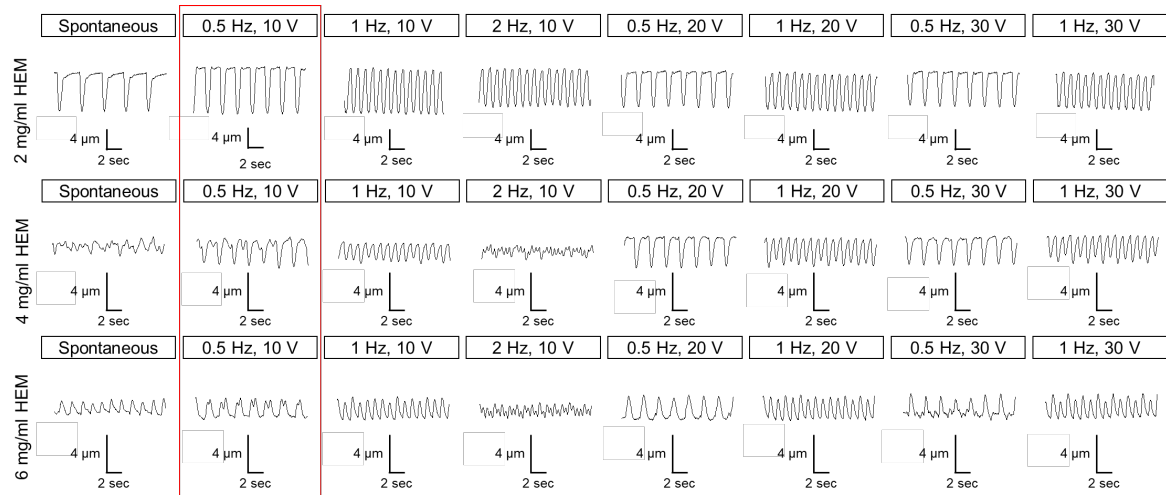 Spontaneous 0.5 Hz, 10 V 1 Hz, 10 V 2 Hz, 10 V 0.5 Hz, 20 V 1 Hz, 20 V 0.5 Hz, 30 V 1 Hz, 30 V
2 mg/ml HEM
4 µm 4 µm 4 µm 4 µm 4 µm 4 µm 4 µm 4 µm
2 sec 2 sec 2 sec 2 sec 2 sec 2 sec 2 sec 2 sec
Spontaneous 0.5 Hz, 10 V 1 Hz, 10 V 2 Hz, 10 V 0.5 Hz, 20 V 1 Hz, 20 V 0.5 Hz, 30 V 1 Hz, 30 V
4 mg/ml HEM
4 µm 4 µm 4 µm 4 µm 4 µm 4 µm 4 µm 4 µm
2 sec 2 sec 2 sec 2 sec 2 sec 2 sec 2 sec 2 sec
Spontaneous 0.5 Hz, 10 V 1 Hz, 10 V 2 Hz, 10 V 0.5 Hz, 20 V 1 Hz, 20 V 0.5 Hz, 30 V 1 Hz, 30 V
6 mg/ml HEM
4 µm 4 µm 4 µm 4 µm 4 µm 4 µm 4 µm 4 µm
2 sec 2 sec 2 sec 2 sec 2 sec 2 sec 2 sec 2 sec